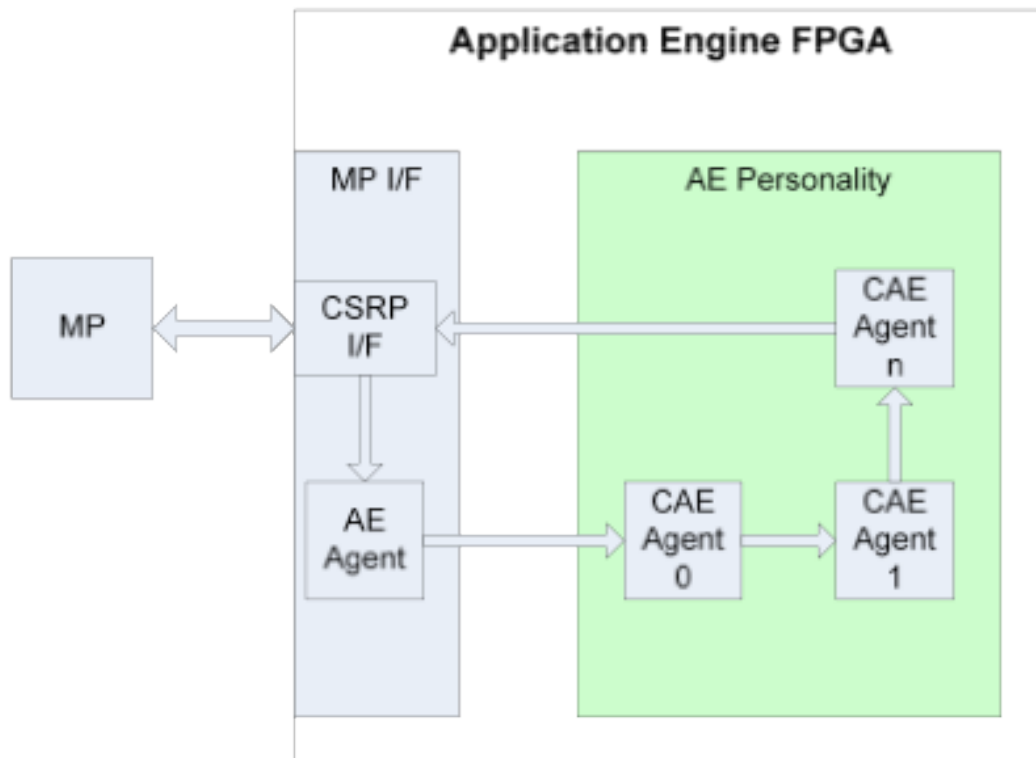 Application Engine FPGA
MP I/F
AE Personality
MP
CSRP
I/F
CAE
Agent
n
AE
Agent
CAE
Agent
0
CAE
Agent
1